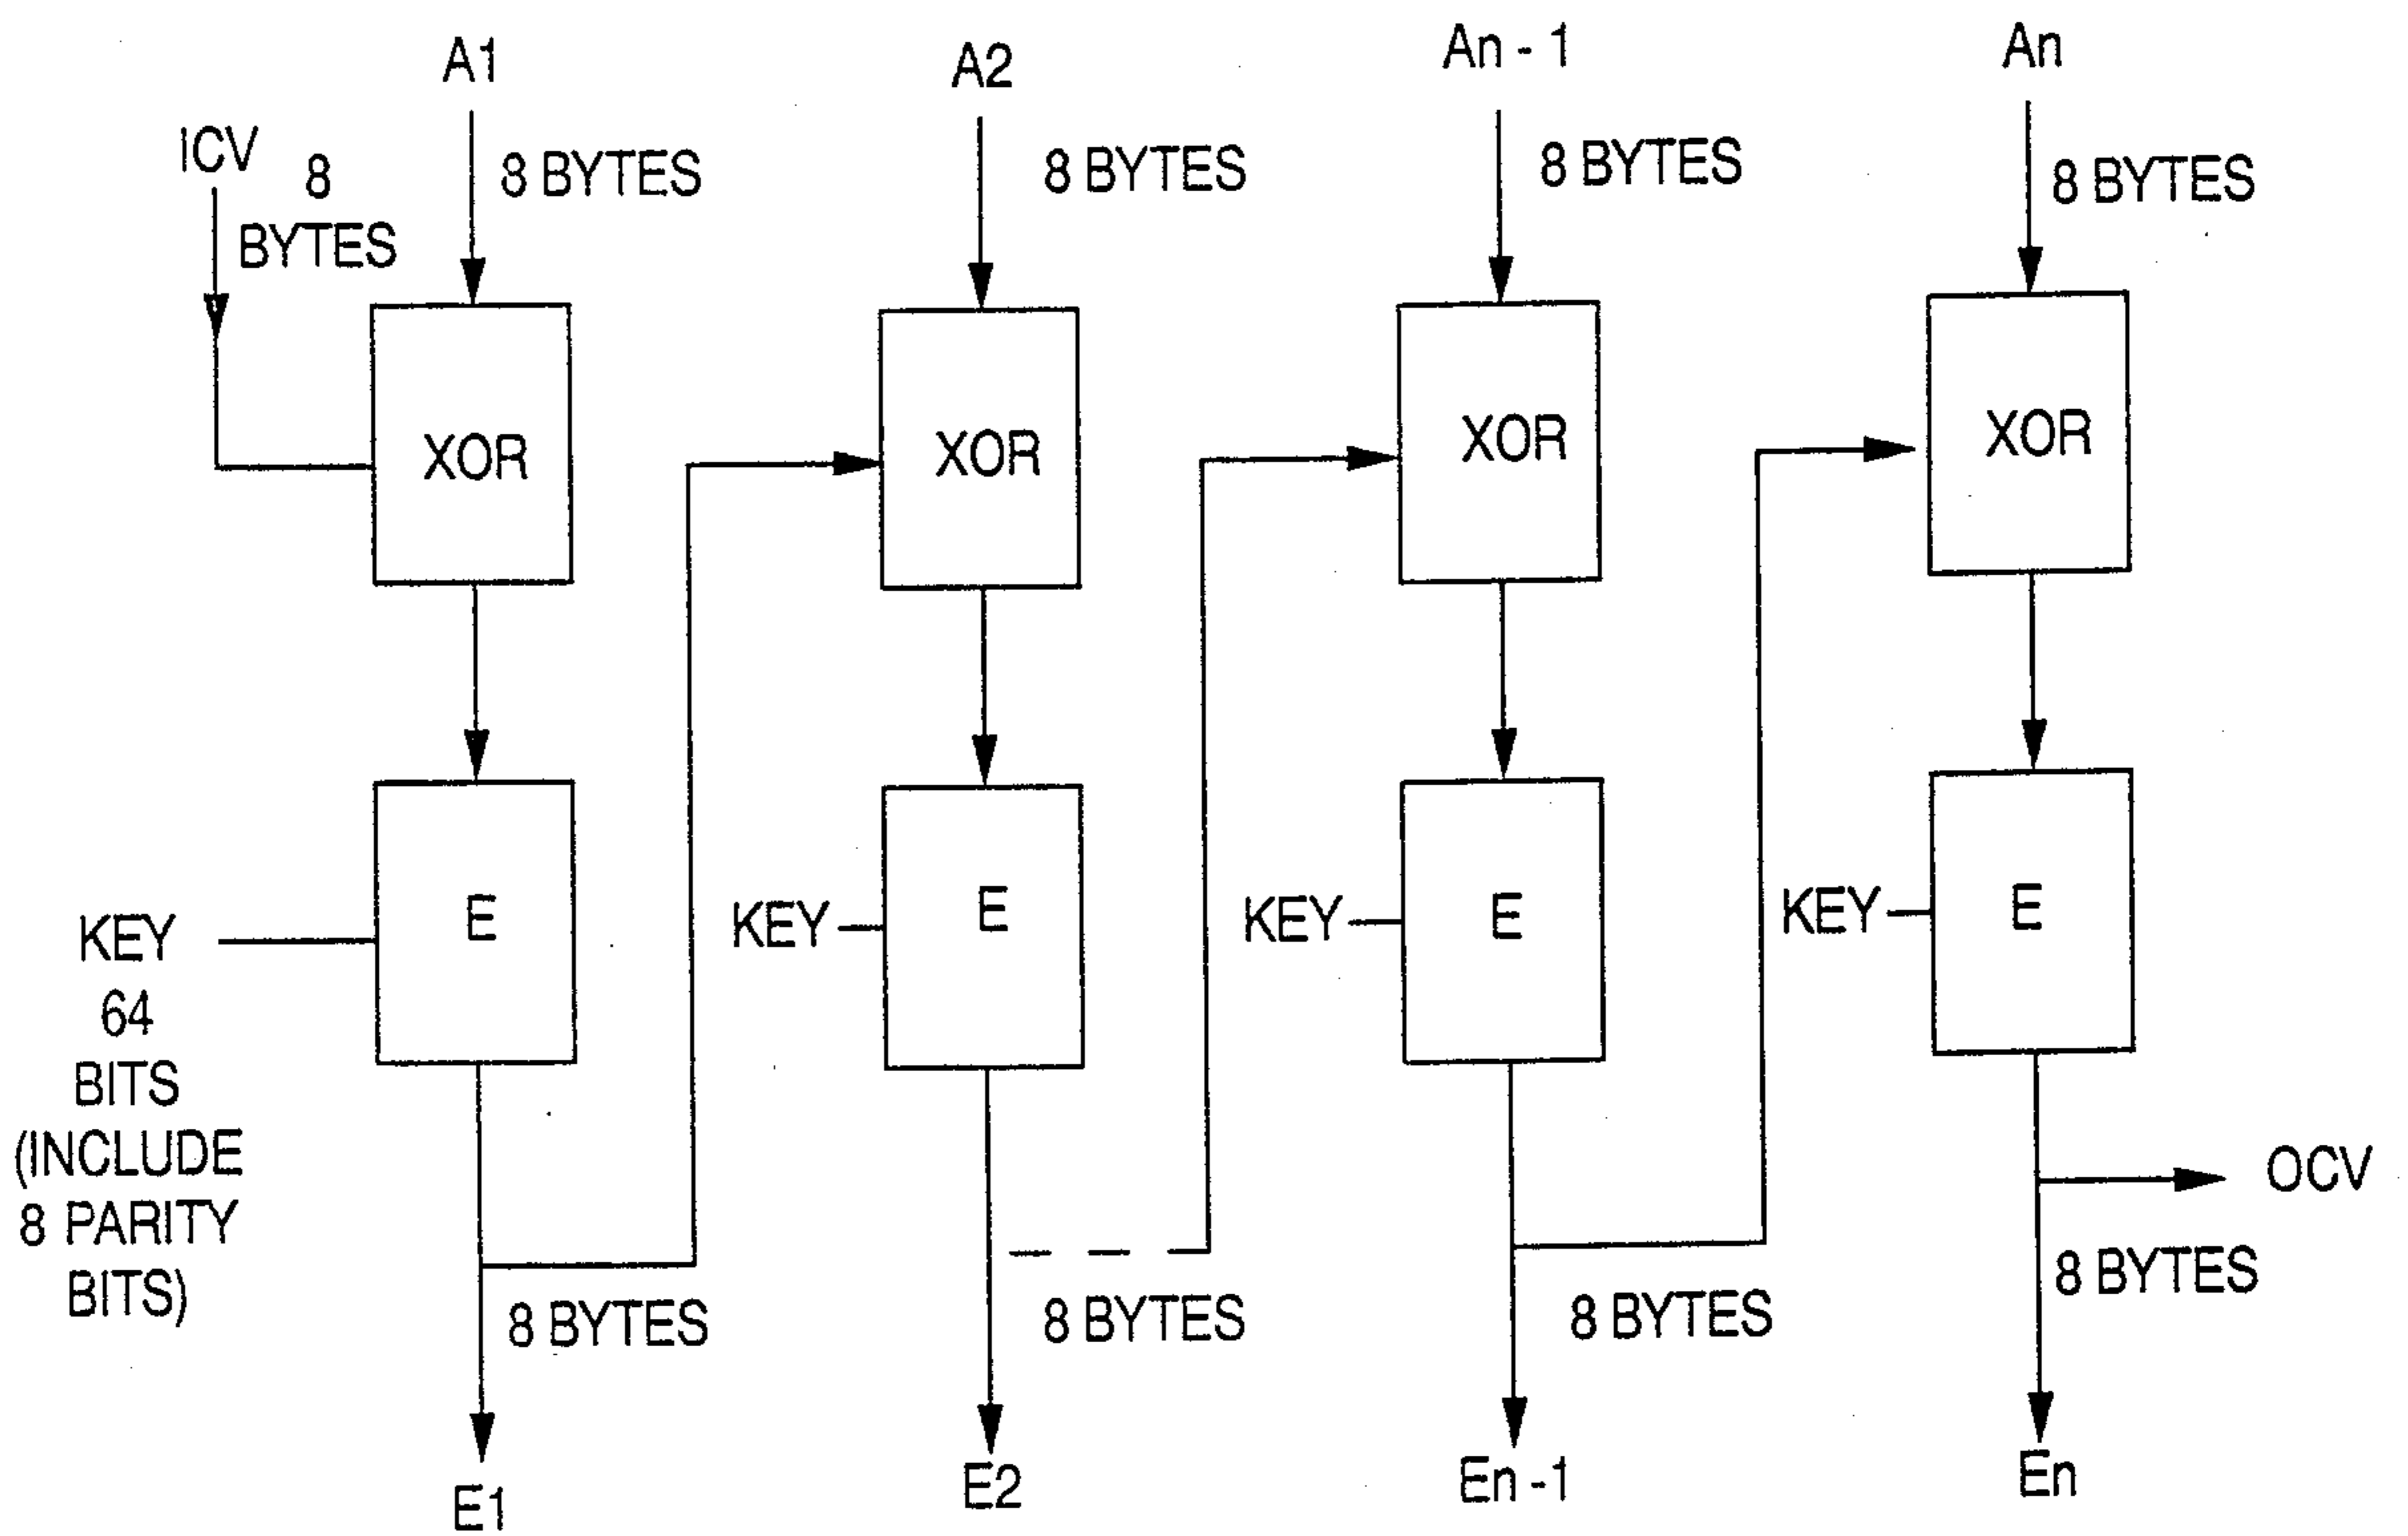 A1
A2
An - 1
An
ICV
8
BYTES
8 BYTES
8 BYTES
8 BYTES
8 BYTES
XOR
XOR
XOR
XOR
E
E
E
E
KEY
64
BITS
(INCLUDE
8 PARITY
BITS)
KEY
KEY
KEY
OCV
8 BYTES
8 BYTES
8 BYTES
8 BYTES
E1
E2
En -1
En